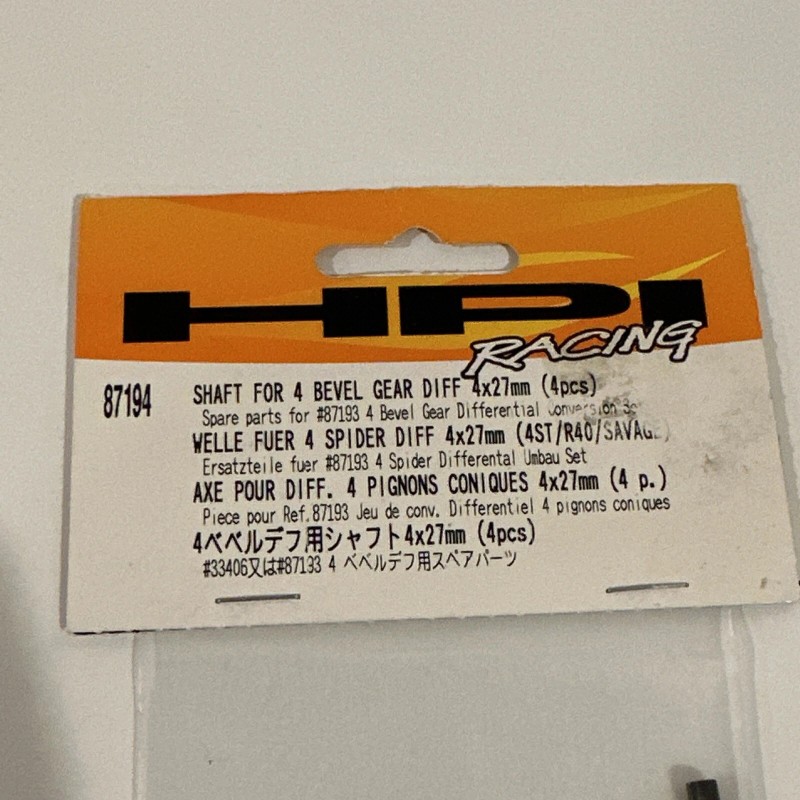 HPI
RACING
87194
SHAFT FOR 4 BEVEL GEAR DIFF 4x27mm (4pcs)
Spare parts for #87193 4 Bevel Gear Differential Conversion
WELLE FUER 4 SPIDER DIFF 4x27mm (4ST/R40/SAVAGE)
Ersatzteile fuer #87193 4 Spider Differental Umbau Set
AXE POUR DIFF. 4 PIGNONS CONIQUES 4x27mm (4 p.)
Piece pour Ref.87193 Jeu de conv. Differentiel 4 pignons coniques
4ベベルデフ用シャフト4x27mm (4pcs)
#33406又は#87193 4 ベベルデフ用スペアパーツ